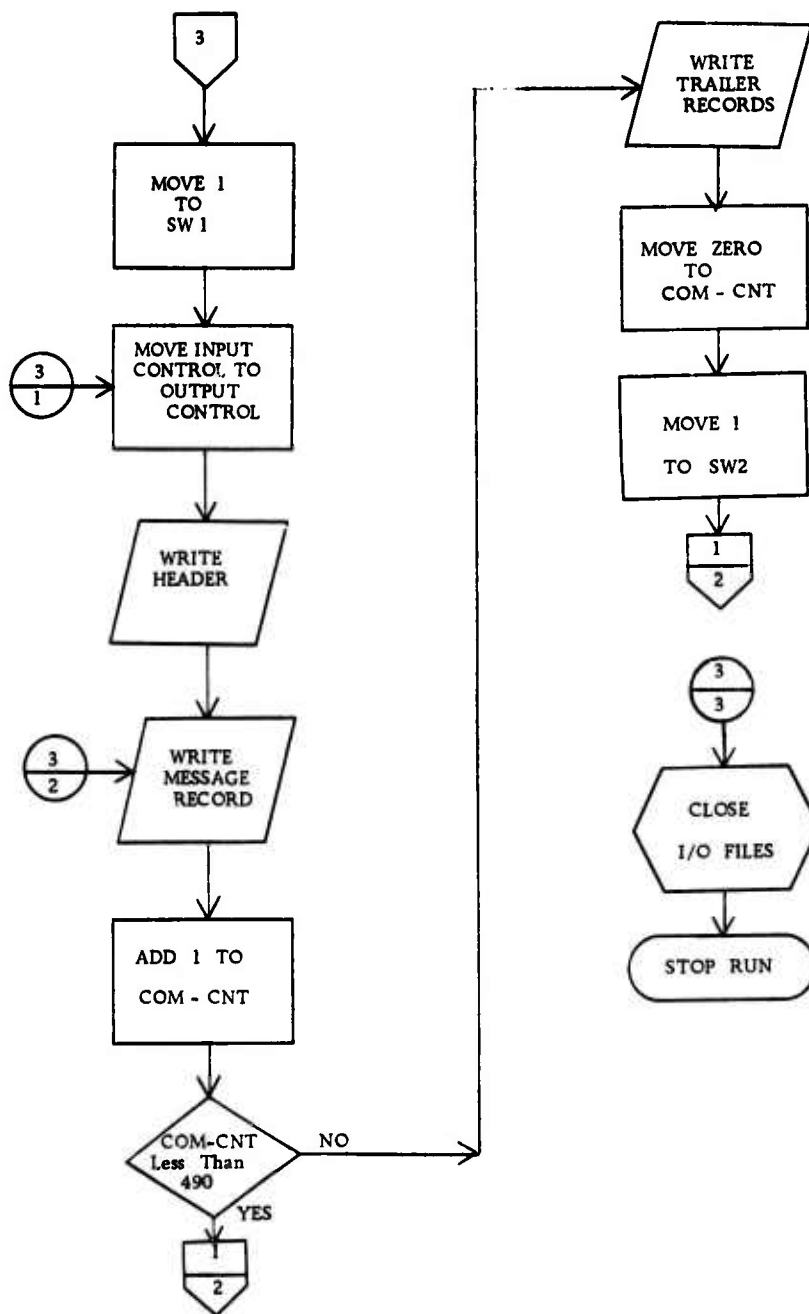 3
MOVE 1
TO
SW 1
3
1
MOVE INPUT
CONTROL TO
OUTPUT
CONTROL
WRITE
HEADER
3
2
WRITE
MESSAGE
RECORD
ADD 1 TO
COM - CNT
COM-CNT
Less Than
490
NO
YES
1
2
WRITE
TRAILER
RECORDS
MOVE ZERO
TO
COM - CNT
MOVE 1
TO SW2
1
2
3
3
CLOSE
I/O FILES
STOP RUN